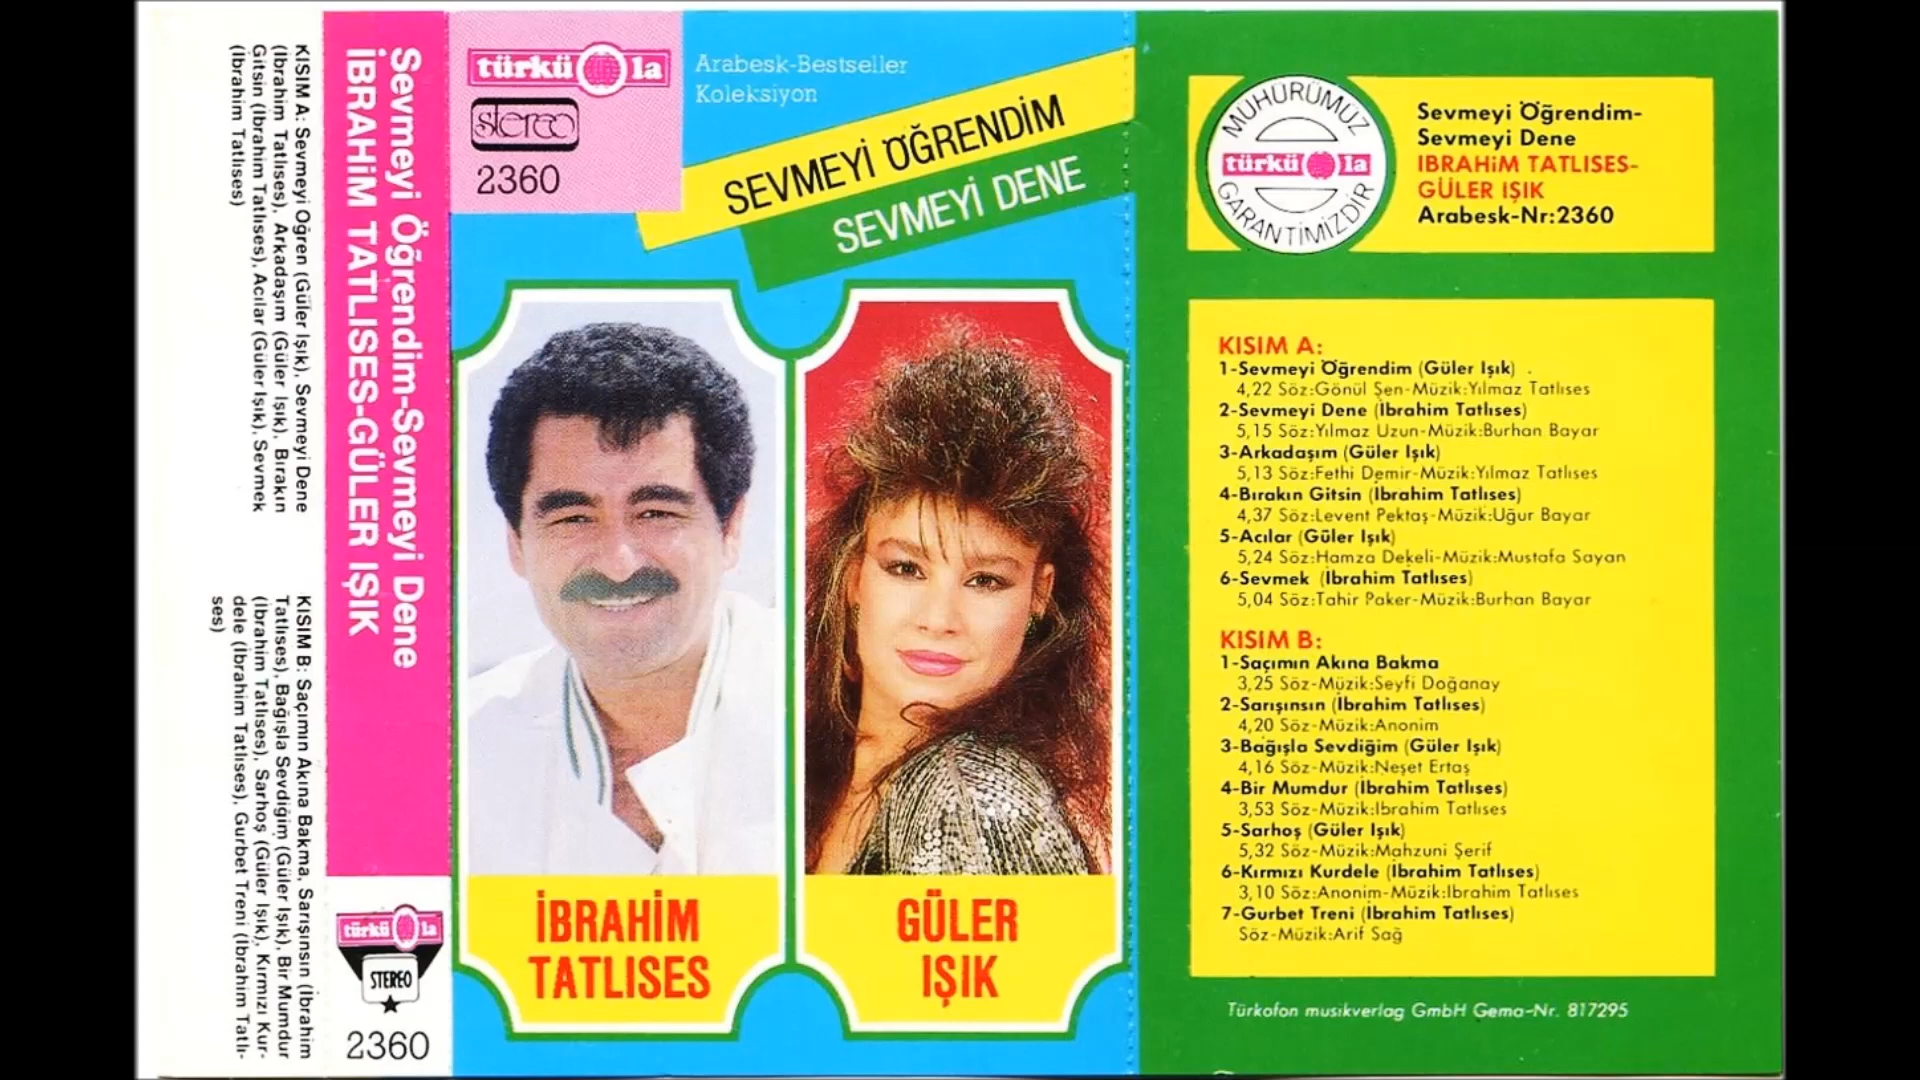 KISIM A: Sevmeyi Öğren (Güler Işık), Sevmeyi Dene
(İbrahim Tatlıses), Arkadaşım (Güler Işık), Bırakın
Gitsin (İbrahim Tatlıses), Acılar (Güler Işık), Sevmek
(İbrahim Tatlıses)
KISIM B: Saçımın Akına Bakma, Sarışınsın (İbrahim
Tatlıses), Bağışla Sevdiğim (Güler Işık), Bir Mumdur
(İbrahim Tatlıses), Sarhoş (Güler Işık), Kırmızı Kur-
dele (İbrahim Tatlıses), Gurbet Treni (İbrahim Tatlı-
ses)
Sevmeyi Öğrendim-Sevmeyi Dene
İBRAHİM TATLISES-GÜLER IŞIK
türkü la
STEREO
2360
türkü la
stereo
2360
Arabesk-Bestseller
Koleksiyon
SEVMEYİ ÖĞRENDİM
SEVMEYİ DENE
İBRAHİM
TATLISES
GÜLER
IŞIK
MÜHÜRÜMÜZ
türkü la
GARANTİMİZDİR
Sevmeyi Öğrendim-
Sevmeyi Dene
IBRAHiM TATLISES-
GÜLER IŞIK
Arabesk-Nr:2360
KISIM A:
1-Sevmeyi Öğrendim (Güler Işık) .
4,22 Söz:Gönül Şen-Müzik:Yılmaz Tatlıses
2-Sevmeyi Dene (İbrahim Tatlıses)
5,15 Söz:Yılmaz Uzun-Müzik:Burhan Bayar
3-Arkadaşım (Güler Işık)
5,13 Söz:Fethi Demir-Müzik:Yılmaz Tatlıses
4-Bırakın Gitsin (İbrahim Tatlıses)
4,37 Söz:Levent Pektaş-Müzik:Uğur Bayar
5-Acılar (Güler Işık)
5,24 Söz:Hamza Dekeli-Müzik:Mustafa Sayan
6-Sevmek (İbrahim Tatlıses)
5,04 Söz:Tahir Paker-Müzik:Burhan Bayar
KISIM B:
1-Saçımın Akına Bakma
3,25 Söz-Müzik:Seyfi Doğanay
2-Sarışınsın (İbrahim Tatlıses)
4,20 Söz-Müzik:Anonim
3-Bağışla Sevdiğim (Güler Işık)
4,16 Söz-Müzik:Neşet Ertaş
4-Bir Mumdur (İbrahim Tatlıses)
3,53 Söz-Müzik:İbrahim Tatlıses
5-Sarhoş (Güler Işık)
5,32 Söz-Müzik:Mahzuni Şerif
6-Kırmızı Kurdele (İbrahim Tatlıses)
3,10 Söz:Anonim-Müzik:İbrahim Tatlıses
7-Gurbet Treni (İbrahim Tatlıses)
Söz-Müzik:Arif Sağ
Türkofon musikverlag GmbH Gema-Nr. 817295